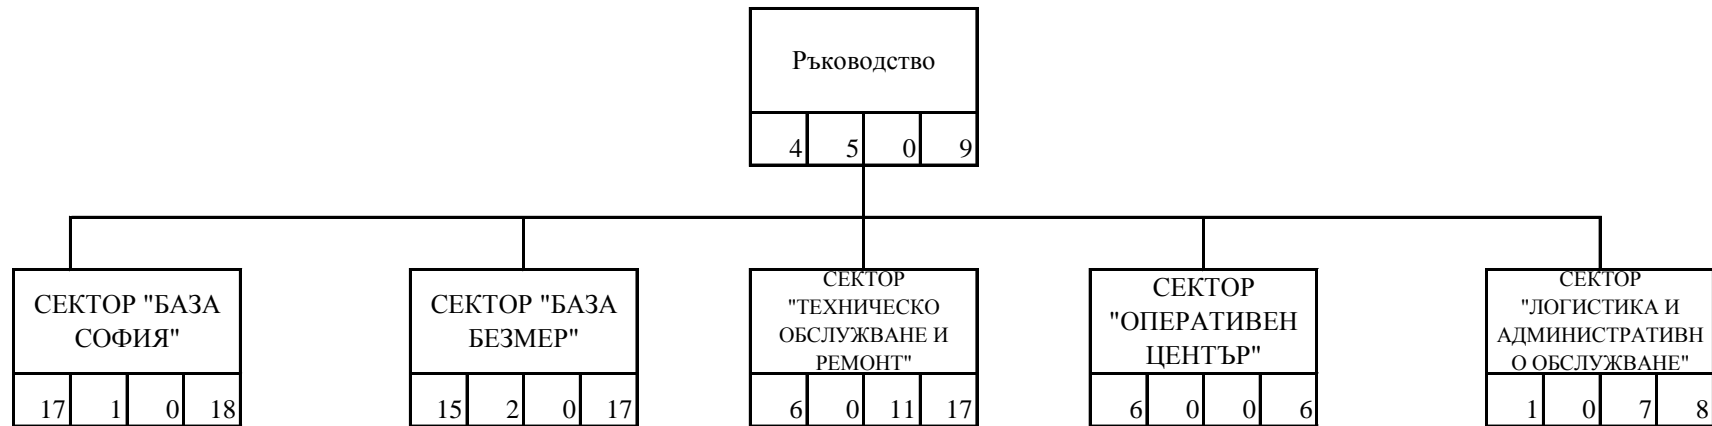 Ръководство
4 5 0 9
СЕКТОР "БАЗА
СОФИЯ"
17 1 0 18
СЕКТОР "БАЗА
БЕЗМЕР"
15 2 0 17
СЕКТОР
"ТЕХНИЧЕСКО
ОБСЛУЖВАНЕ И
РЕМОНТ"
6 0 11 17
СЕКТОР
"ОПЕРАТИВЕН
ЦЕНТЪР"
6 0 0 6
СЕКТОР
"ЛОГИСТИКА И
АДМИНИСТРАТИВН
О ОБСЛУЖВАНЕ"
1 0 7 8